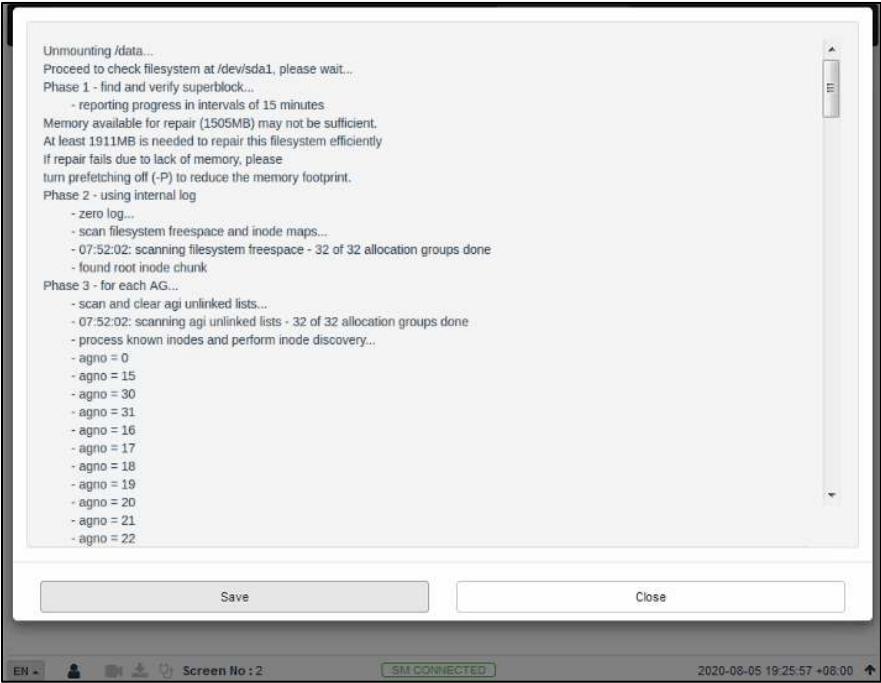 Unmounting /data...
Proceed to check filesystem at /dev/sda1, please wait...
Phase 1 - find and verify superblock...
- reporting progress in intervals of 15 minutes
Memory available for repair (1505MB) may not be sufficient.
At least 1911MB is needed to repair this filesystem efficiently
If repair fails due to lack of memory, please
turn prefetching off (-P) to reduce the memory footprint.
Phase 2 - using internal log
- zero log...
- scan filesystem freespace and inode maps...
- 07:52:02: scanning filesystem freespace - 32 of 32 allocation groups done
- found root inode chunk
Phase 3 - for each AG...
- scan and clear agi unlinked lists...
- 07:52:02: scanning agi unlinked lists - 32 of 32 allocation groups done
- process known inodes and perform inode discovery...
- agno = 0
- agno = 15
- agno = 30
- agno = 31
- agno = 16
- agno = 17
- agno = 18
- agno = 19
- agno = 20
- agno = 21
- agno = 22
Save Close
EN Screen No : 2 SM CONNECTED 2020-08-05 19:25:57 +08:00